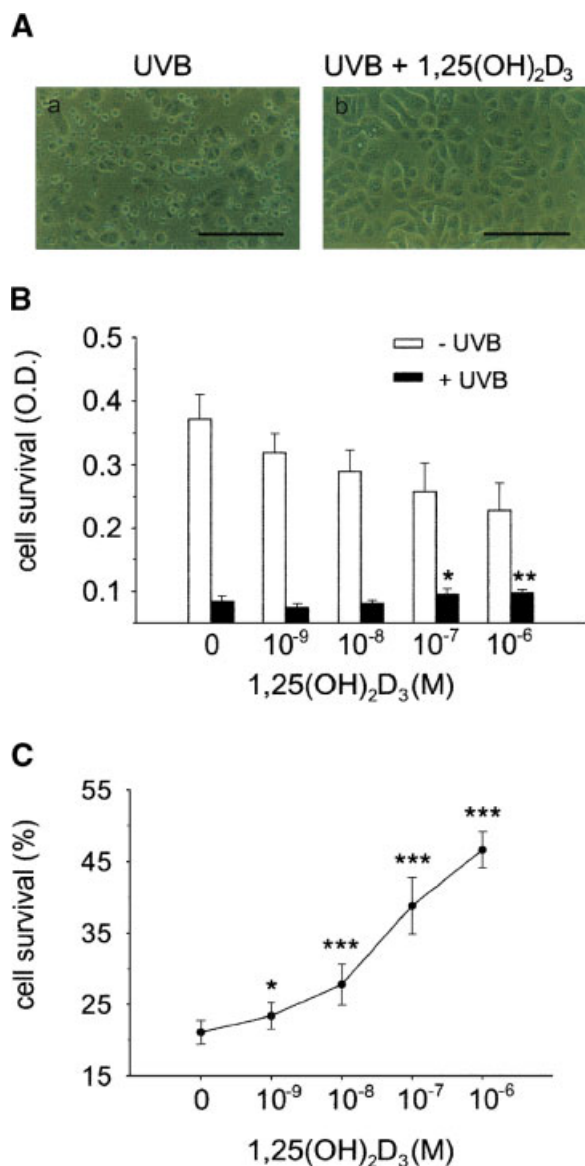 A
UVB UVB + 1,25(OH)₂D₃
a b
B
0.5
0.4
0.3
0.2
0.1
cell survival (O.D.)
- UVB
+ UVB
* **
0 10⁻⁹ 10⁻⁸ 10⁻⁷ 10⁻⁶
1,25(OH)₂D₃(M)
C
55
45
35
25
15
cell survival (%)
* *** *** ***
0 10⁻⁹ 10⁻⁸ 10⁻⁷ 10⁻⁶
1,25(OH)₂D₃(M)